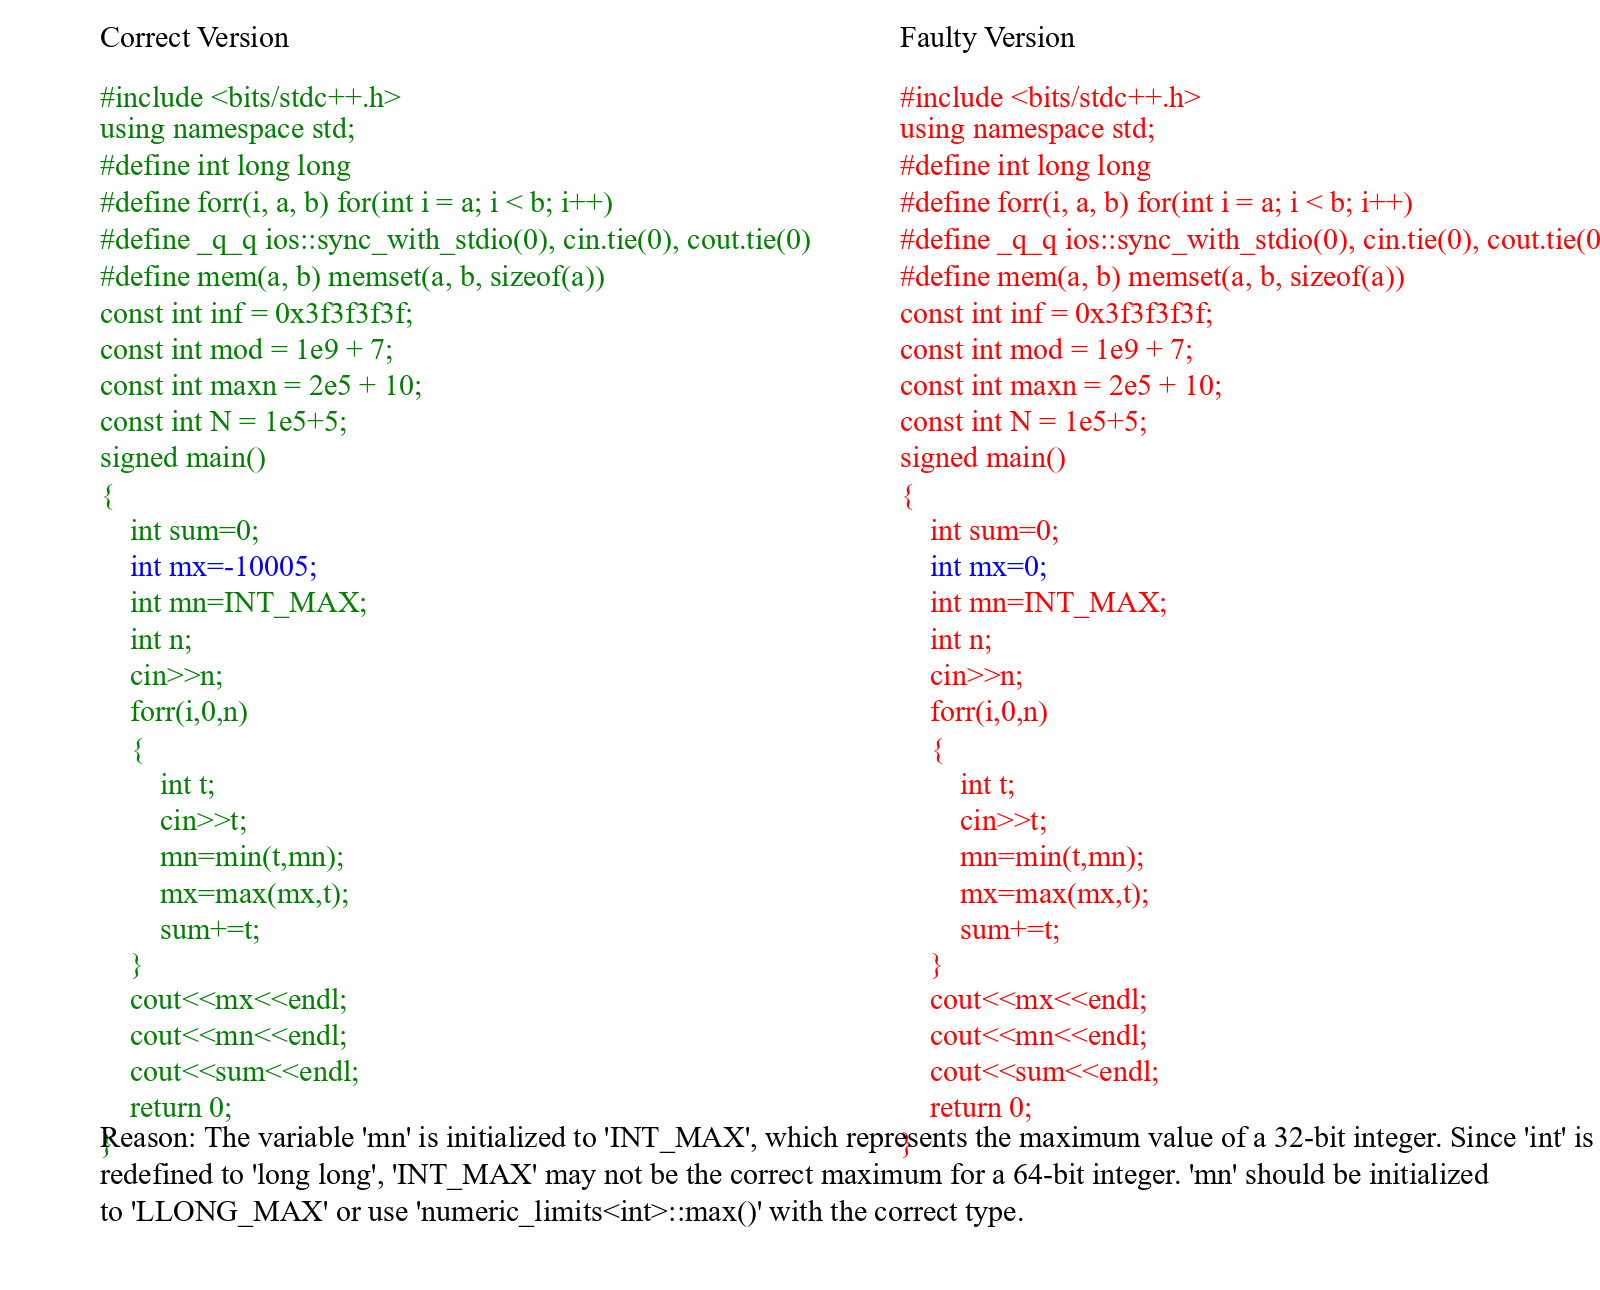 Correct Version
#include <bits/stdc++.h>
using namespace std;
#define int long long
#define forr(i, a, b) for(int i = a; i < b; i++)
#define _q_q ios::sync_with_stdio(0), cin.tie(0), cout.tie(0)
#define mem(a, b) memset(a, b, sizeof(a))
const int inf = 0x3f3f3f3f;
const int mod = 1e9 + 7;
const int maxn = 2e5 + 10;
const int N = 1e5+5;
signed main()
{
    int sum=0;
    int mx=-10005;
    int mn=INT_MAX;
    int n;
    cin>>n;
    forr(i,0,n)
    {
        int t;
        cin>>t;
        mn=min(t,mn);
        mx=max(mx,t);
        sum+=t;
    }
    cout<<mx<<endl;
    cout<<mn<<endl;
    cout<<sum<<endl;
    return 0;
}
Faulty Version
#include <bits/stdc++.h>
using namespace std;
#define int long long
#define forr(i, a, b) for(int i = a; i < b; i++)
#define _q_q ios::sync_with_stdio(0), cin.tie(0), cout.tie(0
#define mem(a, b) memset(a, b, sizeof(a))
const int inf = 0x3f3f3f3f;
const int mod = 1e9 + 7;
const int maxn = 2e5 + 10;
const int N = 1e5+5;
signed main()
{
    int sum=0;
    int mx=0;
    int mn=INT_MAX;
    int n;
    cin>>n;
    forr(i,0,n)
    {
        int t;
        cin>>t;
        mn=min(t,mn);
        mx=max(mx,t);
        sum+=t;
    }
    cout<<mx<<endl;
    cout<<mn<<endl;
    cout<<sum<<endl;
    return 0;
}
Reason: The variable 'mn' is initialized to 'INT_MAX', which represents the maximum value of a 32-bit integer. Since 'int' is
redefined to 'long long', 'INT_MAX' may not be the correct maximum for a 64-bit integer. 'mn' should be initialized
to 'LLONG_MAX' or use 'numeric_limits<int>::max()' with the correct type.